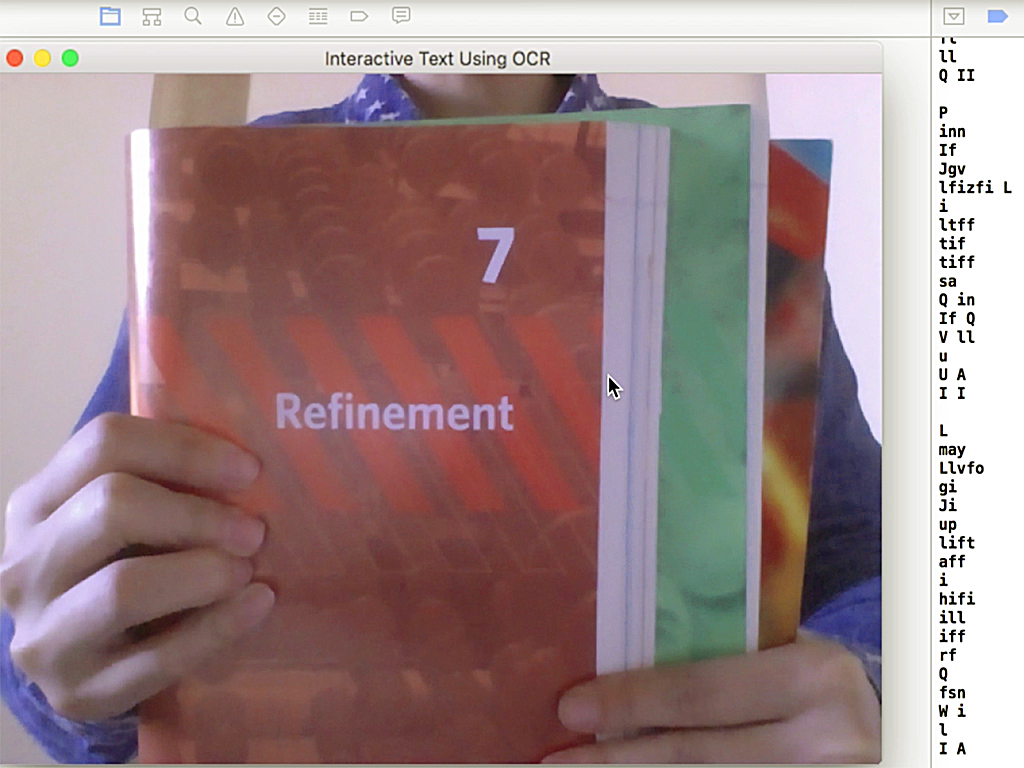 Interactive Text Using OCR
7
Refinement
ll
Q II
P
inn
If
Jgv
lfizfi L
i
ltff
tif
tiff
sa
Q in
If Q
V ll
u
U A
I I
L
may
Llvfo
gi
Ji
up
lift
aff
i
hifi
ill
iff
rf
Q
fsn
W i
l
I A